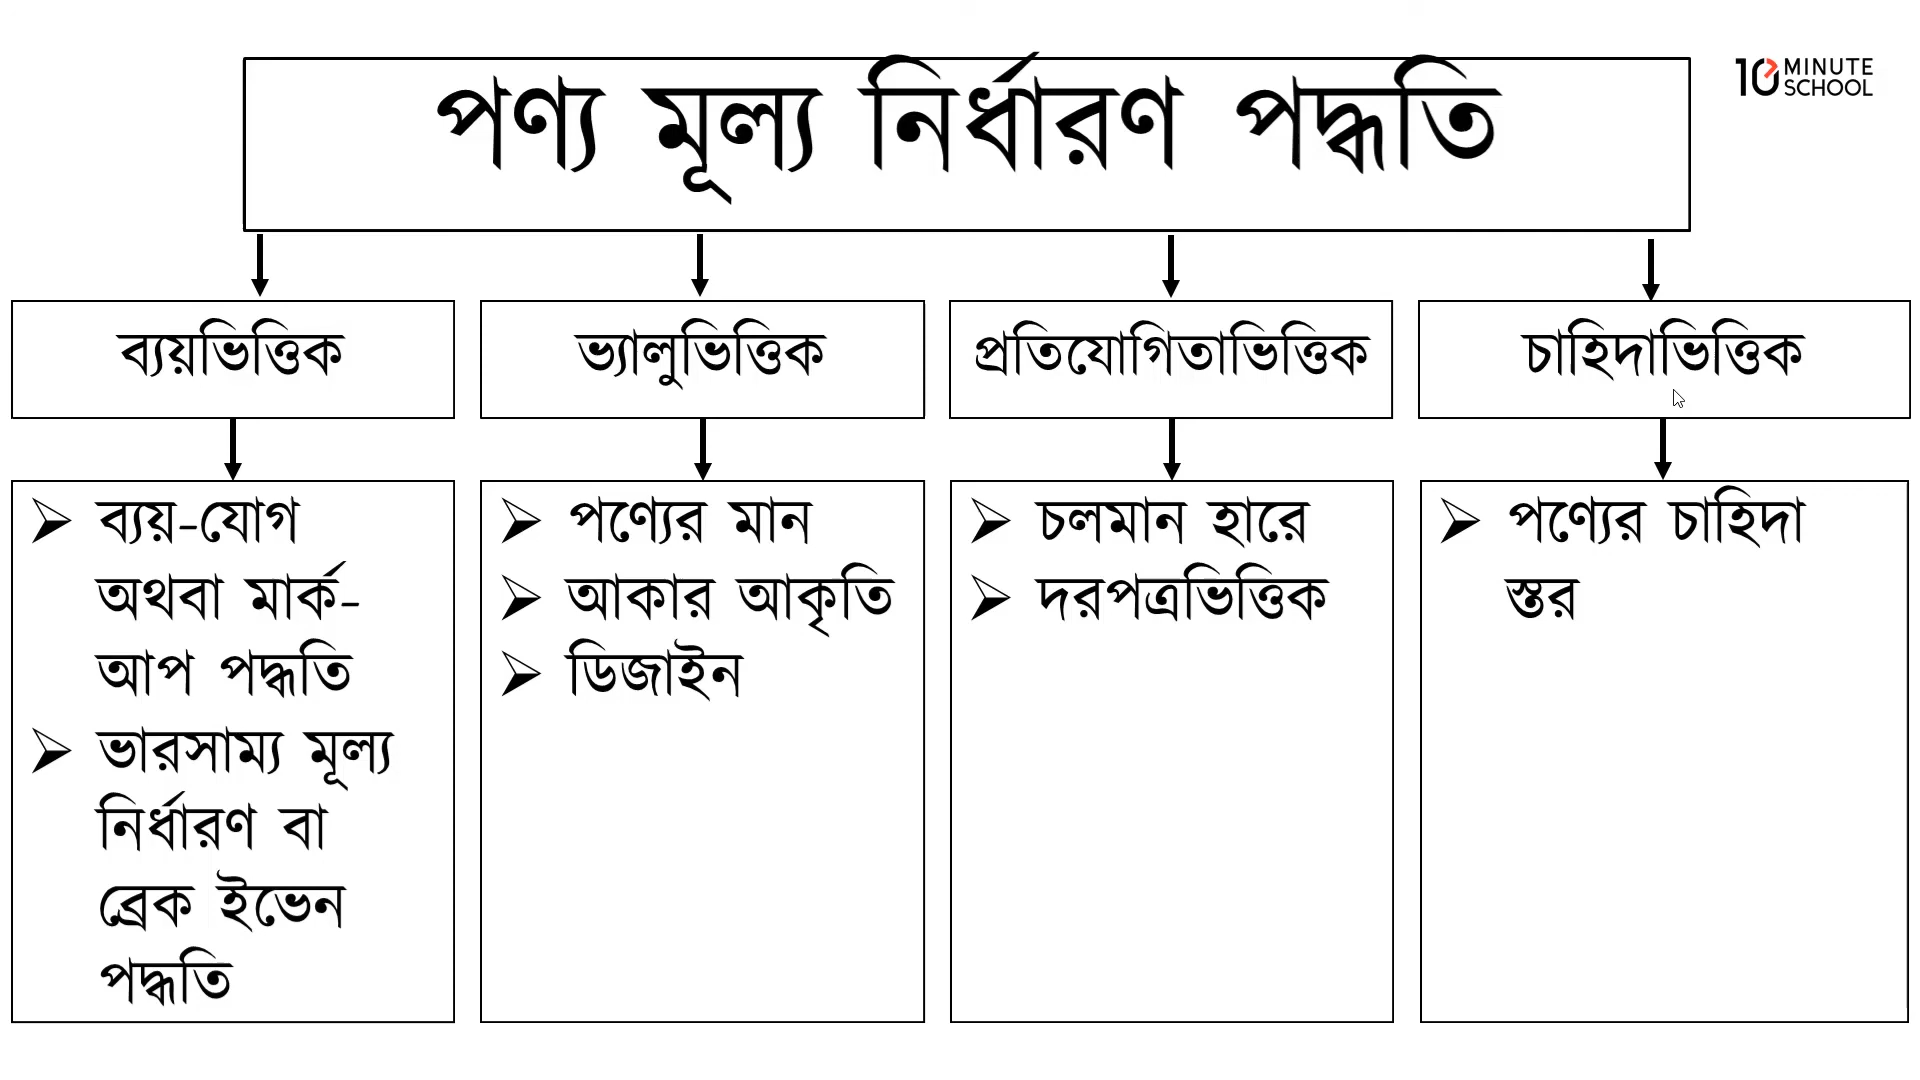 পণ্য মূল্য নির্ধারণ পদ্ধতি
10 MINUTE
SCHOOL
ব্যয়ভিত্তিক
ভ্যালুভিত্তিক
প্রতিযোগিতাভিত্তিক
চাহিদাভিত্তিক
ব্যয়-যোগ
অথবা মার্ক-
আপ পদ্ধতি
ভারসাম্য মূল্য
নির্ধারণ বা
ব্রেক ইভেন
পদ্ধতি
পণ্যের মান
আকার আকৃতি
ডিজাইন
চলমান হারে
দরপত্রভিত্তিক
পণ্যের চাহিদা
স্তর